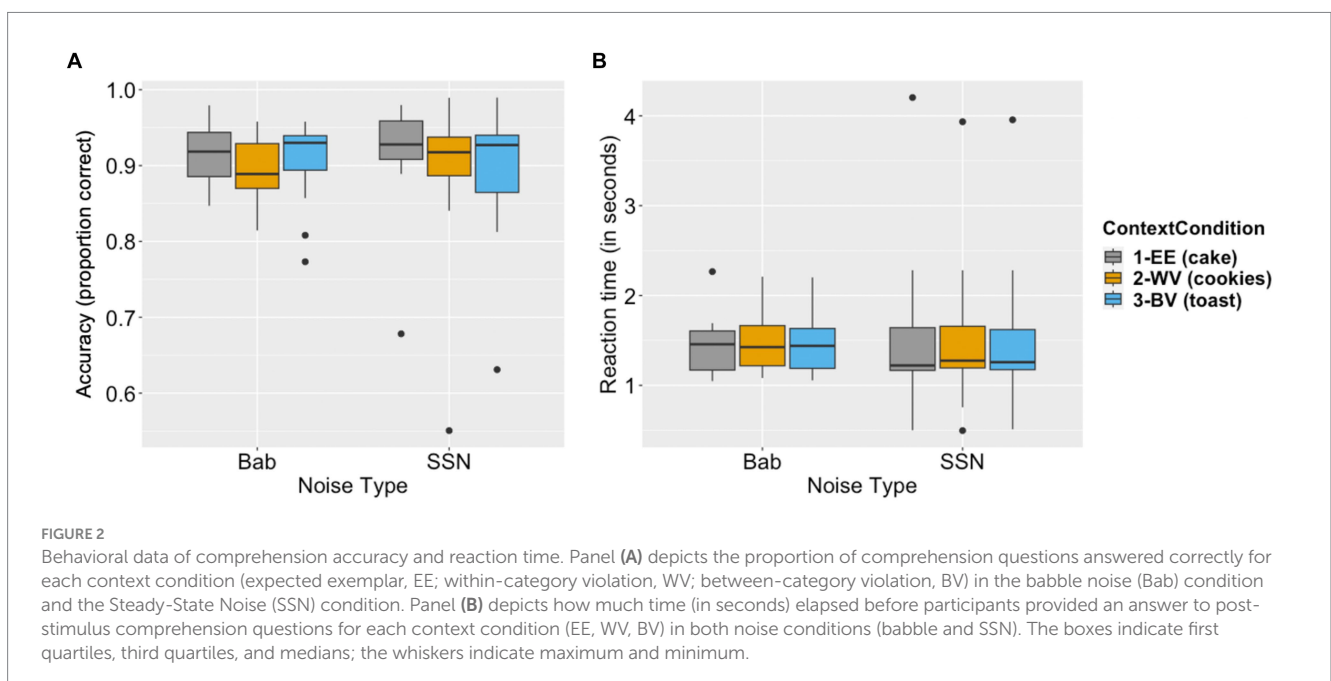 A
B
1.0
0.9
0.8
0.7
0.6
Accuracy (proportion correct)
Bab
SSN
Noise Type
4
3
2
1
Reaction time (in seconds)
Bab
SSN
Noise Type
ContextCondition
1-EE (cake)
2-WV (cookies)
3-BV (toast)
FIGURE 2
Behavioral data of comprehension accuracy and reaction time. Panel (A) depicts the proportion of comprehension questions answered correctly for
each context condition (expected exemplar, EE; within-category violation, WV; between-category violation, BV) in the babble noise (Bab) condition
and the Steady-State Noise (SSN) condition. Panel (B) depicts how much time (in seconds) elapsed before participants provided an answer to post-
stimulus comprehension questions for each context condition (EE, WV, BV) in both noise conditions (babble and SSN). The boxes indicate first
quartiles, third quartiles, and medians; the whiskers indicate maximum and minimum.